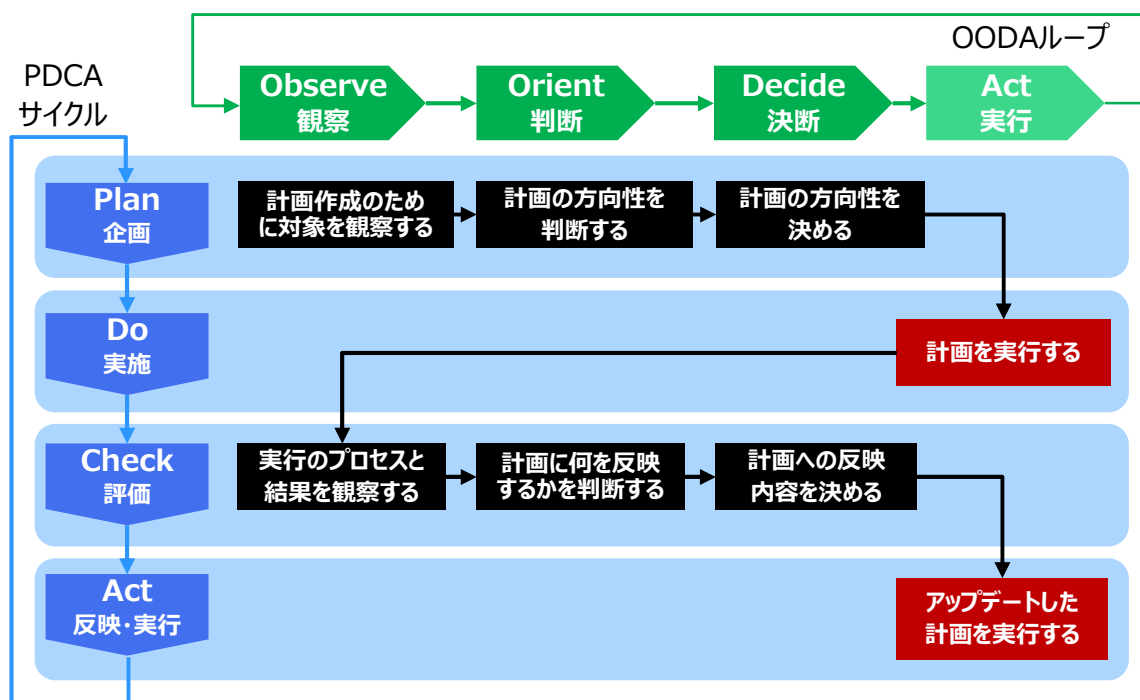 OODAループ
PDCA
サイクル
Observe
観察
Orient
判断
Decide
決断
Act
実行
Plan
企画
計画作成のため
に対象を観察する
計画の方向性を
判断する
計画の方向性を
決める
Do
実施
計画を実行する
Check
評価
実行のプロセスと
結果を観察する
計画に何を反映
するかを判断する
計画への反映
内容を決める
Act
反映・実行
アップデートした
計画を実行する